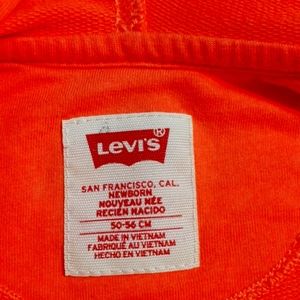 LEVI'S ®
SAN FRANCISCO, CAL.
NEWBORN
NOUVEAU NÉE
RECIÉN NACIDO
50-56 CM
MADE IN VIETNAM
FABRIQUÉ AU VIETNAM
HECHO EN VIETNAM